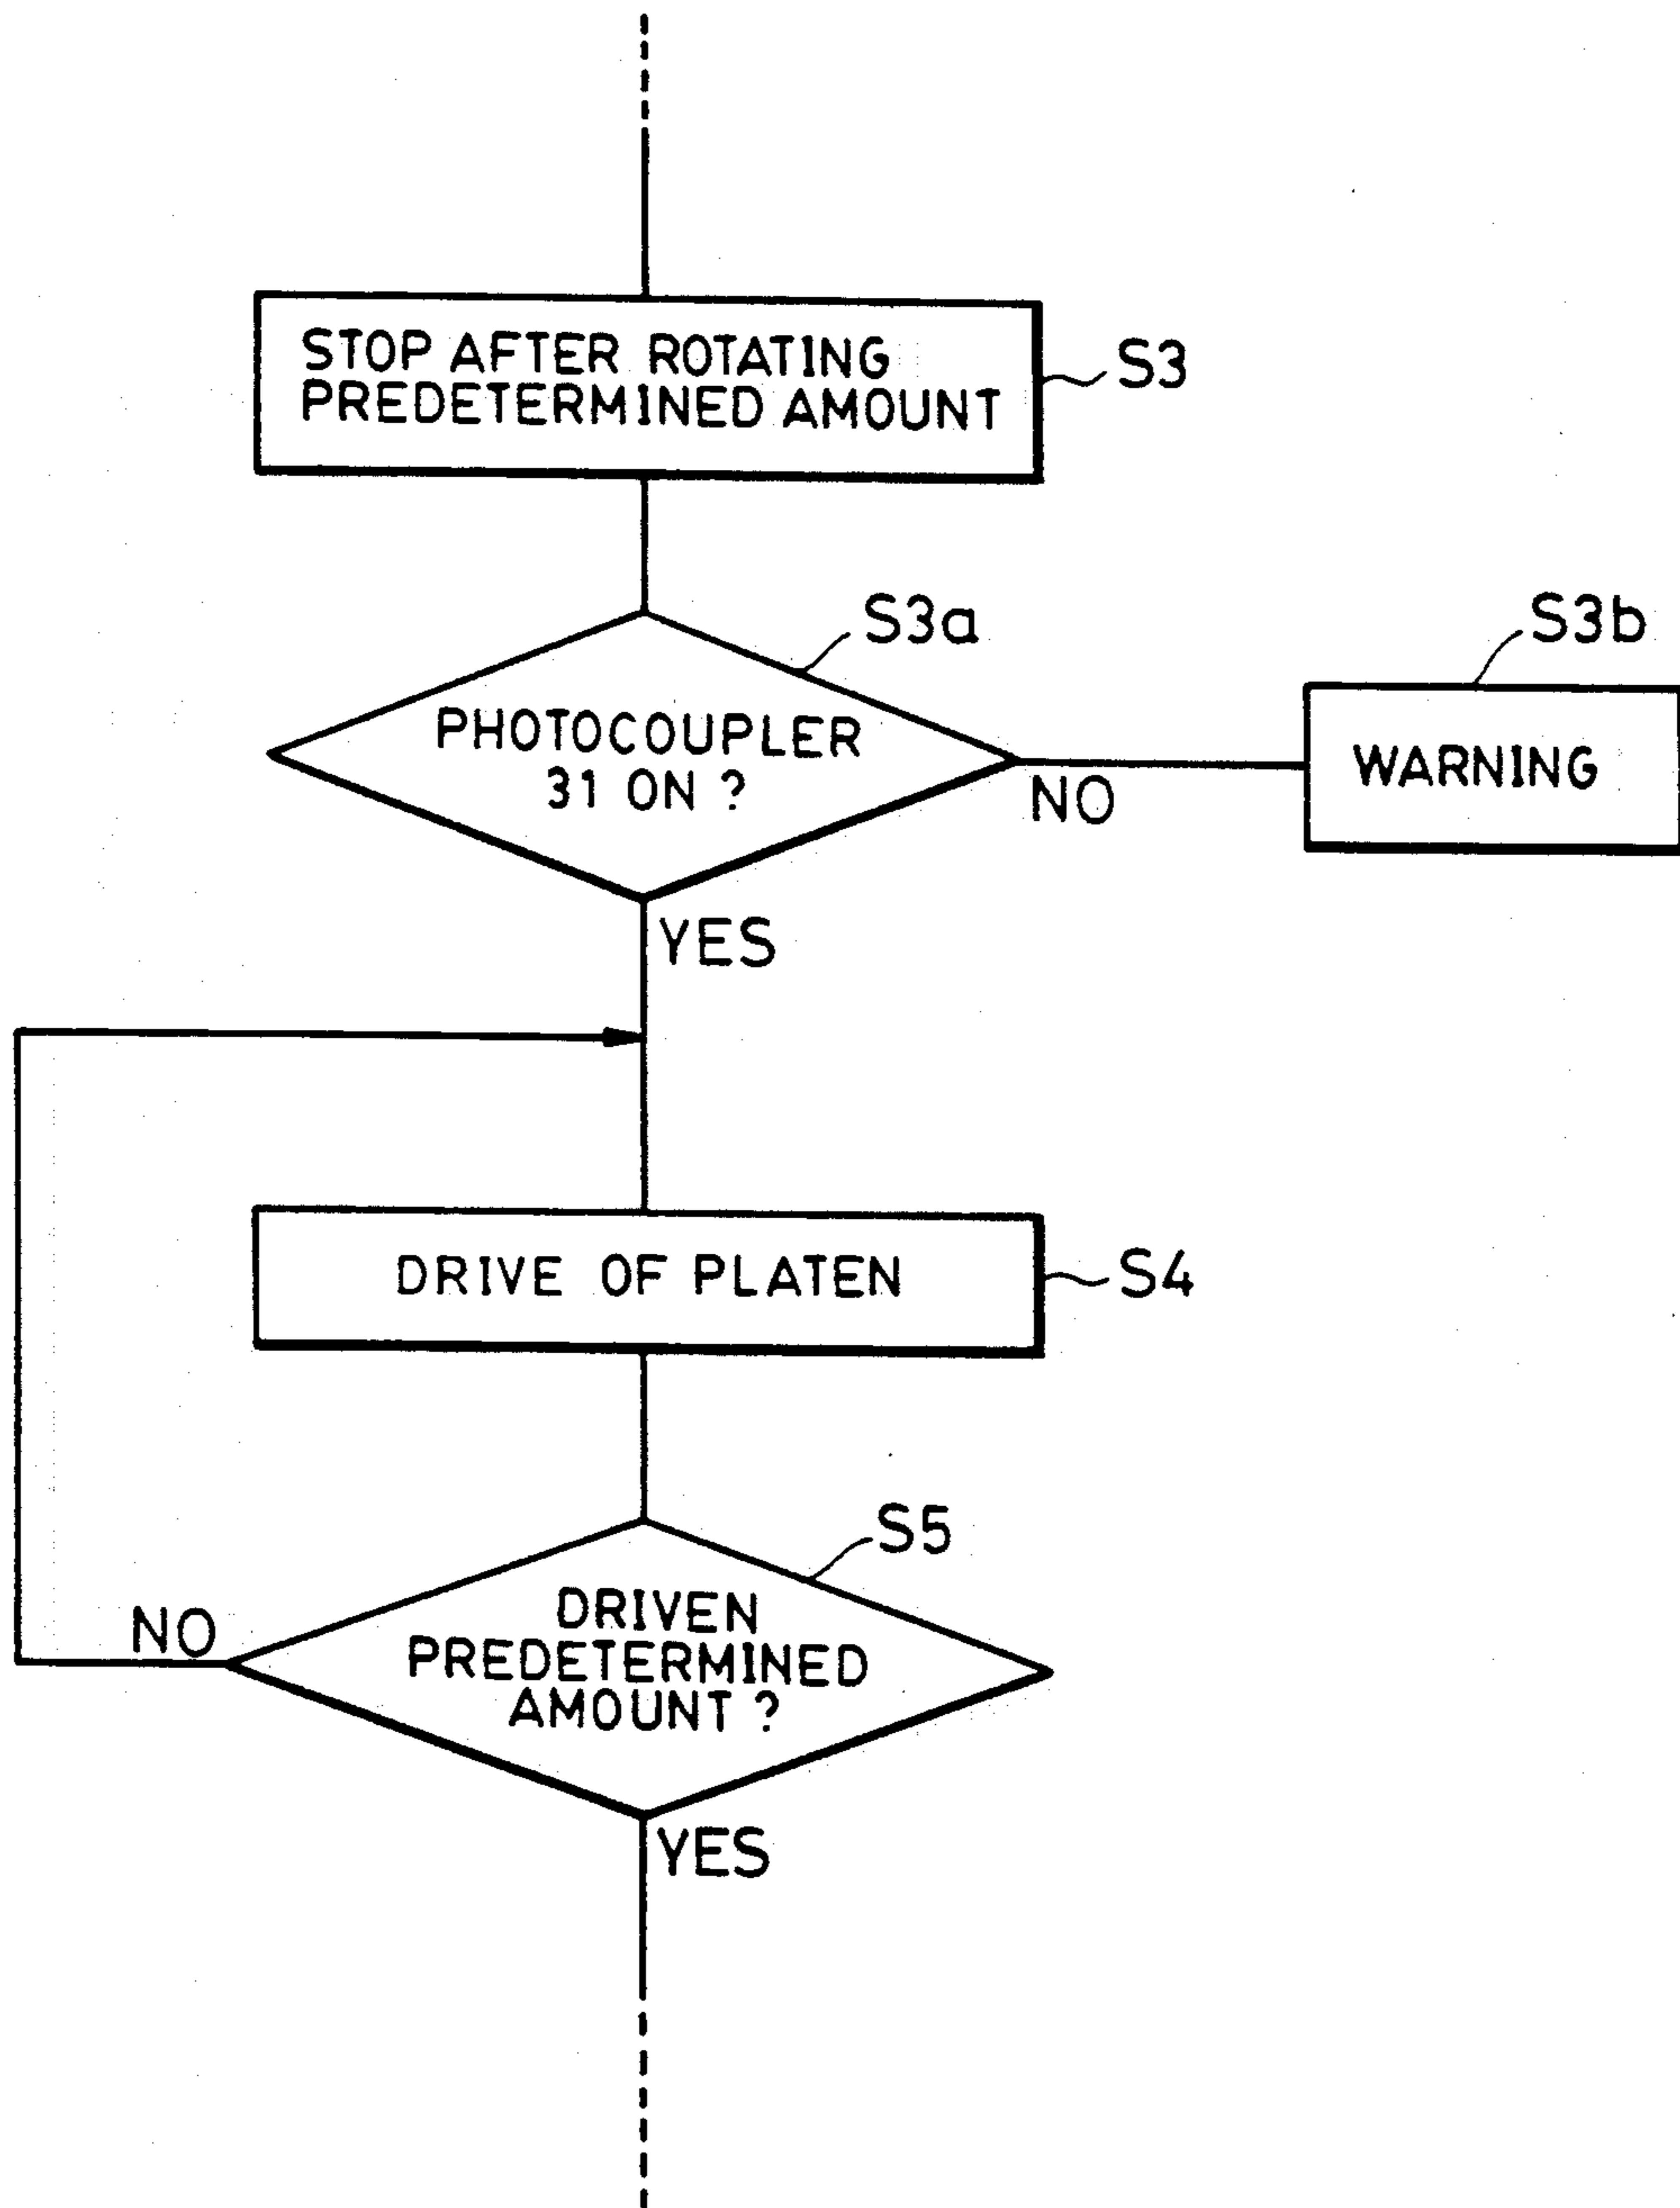 STOP AFTER ROTATING
PREDETERMINED AMOUNT
S3
S3a
PHOTOCOUPLER
31 ON ?
NO
S3b
WARNING
YES
DRIVE OF PLATEN
S4
S5
DRIVEN
PREDETERMINED
AMOUNT ?
NO
YES